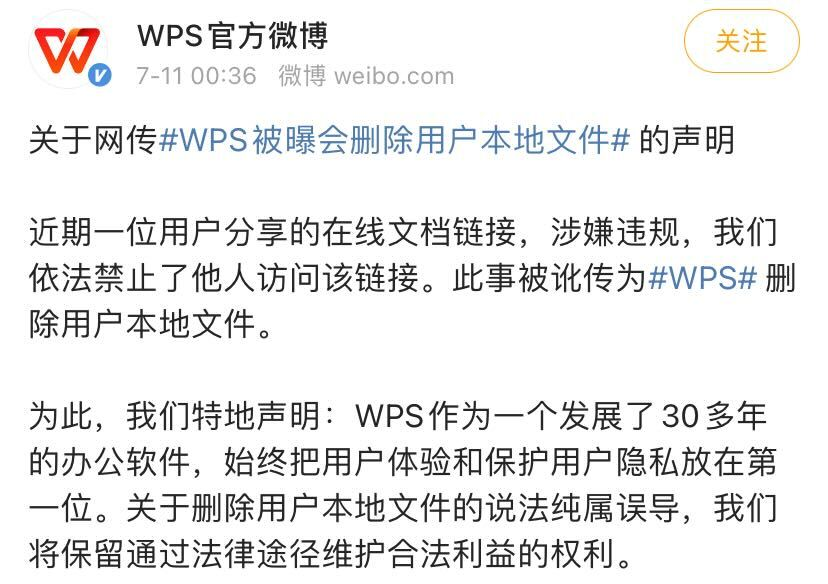 WPS官方微博
关注
7-11 00:36 微博 weibo.com
关于网传#WPS被曝会删除用户本地文件# 的声明
近期一位用户分享的在线文档链接，涉嫌违规，我们
依法禁止了他人访问该链接。此事被讹传为#WPS# 删
除用户本地文件。
为此，我们特地声明：WPS作为一个发展了30多年
的办公软件，始终把用户体验和保护用户隐私放在第
一位。关于删除用户本地文件的说法纯属误导，我们
将保留通过法律途径维护合法利益的权利。